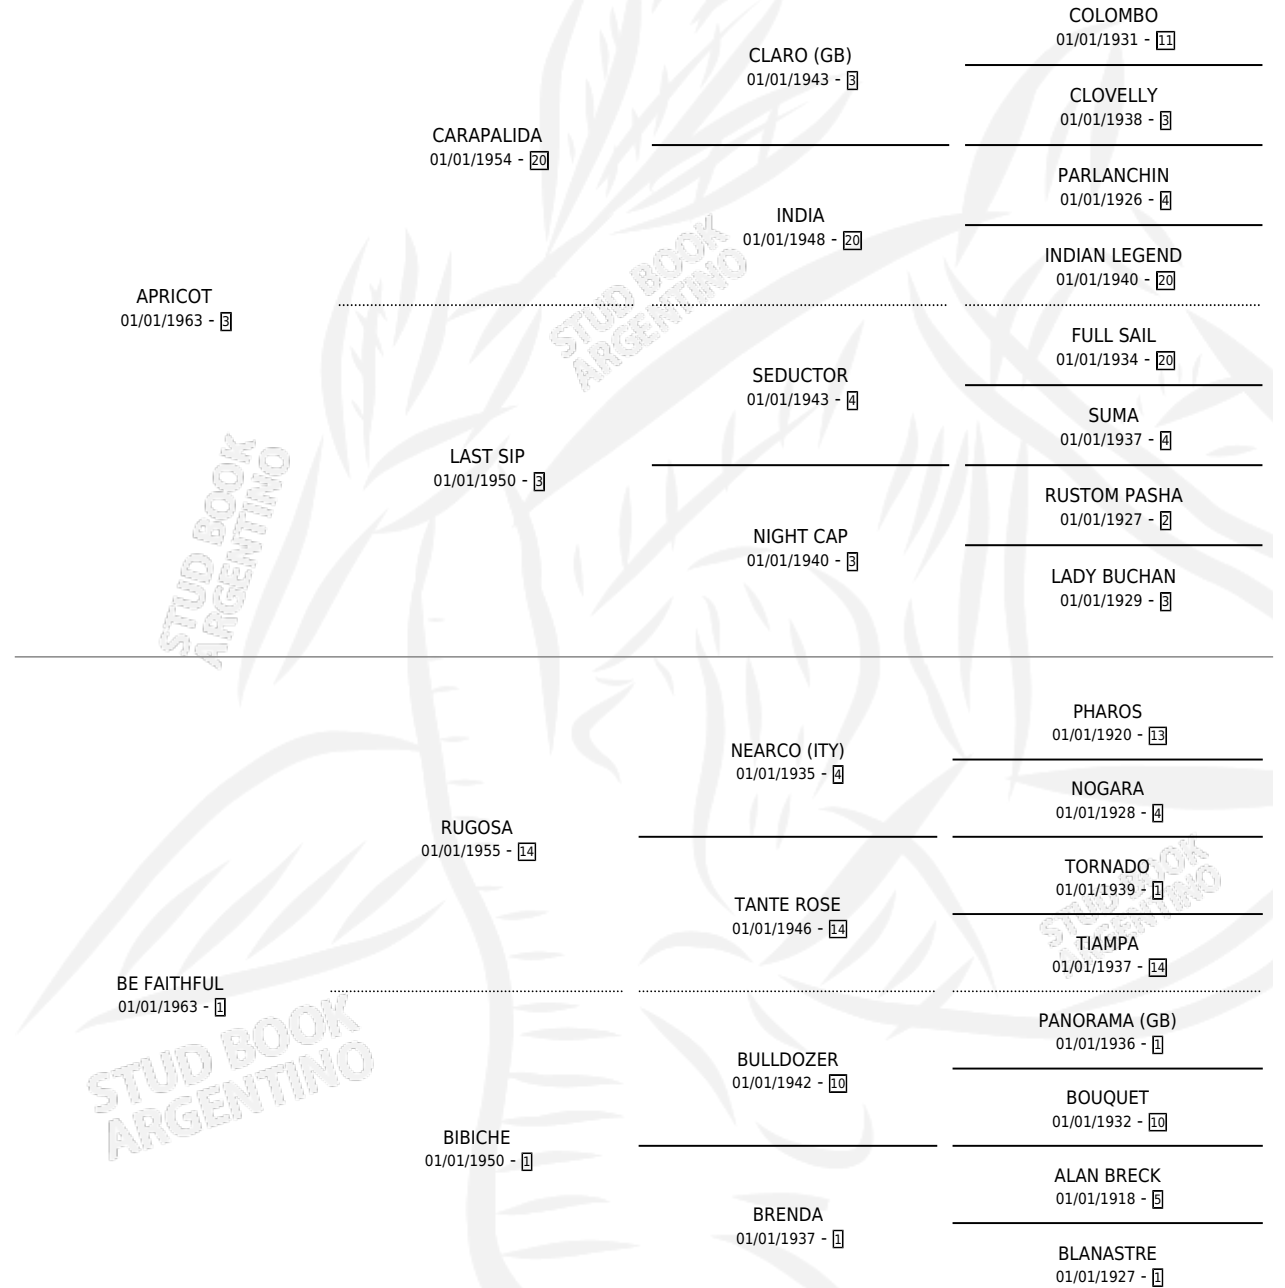 COLOMBO
01/01/1931 - 11
CLARO (GB)
01/01/1943 - 3
CLOVELLY
01/01/1938 - 3
CARAPALIDA
01/01/1954 - 20
PARLANCHIN
01/01/1926 - 4
INDIA
01/01/1948 - 20
INDIAN LEGEND
01/01/1940 - 20
APRICOT
01/01/1963 - 3
STUD BOOK
ARGENTINO
FULL SAIL
01/01/1934 - 20
SEDUCTOR
01/01/1943 - 4
SUMA
01/01/1937 - 4
LAST SIP
01/01/1950 - 3
RUSTOM PASHA
01/01/1927 - 2
NIGHT CAP
01/01/1940 - 3
LADY BUCHAN
01/01/1929 - 3
STUD BOOK
ARGENTINO
PHAROS
01/01/1920 - 13
NEARCO (ITY)
01/01/1935 - 4
NOGARA
01/01/1928 - 4
RUGOSA
01/01/1955 - 14
TORNADO
01/01/1939 - 1
TANTE ROSE
01/01/1946 - 14
TIAMPA
01/01/1937 - 14
STUD BOOK
ARGENTINO
BE FAITHFUL
01/01/1963 - 1
STUD BOOK
ARGENTINO
PANORAMA (GB)
01/01/1936 - 1
BULLDOZER
01/01/1942 - 10
BOUQUET
01/01/1932 - 10
BIBICHE
01/01/1950 - 1
ALAN BRECK
01/01/1918 - 5
BRENDA
01/01/1937 - 1
BLANASTRE
01/01/1927 - 1